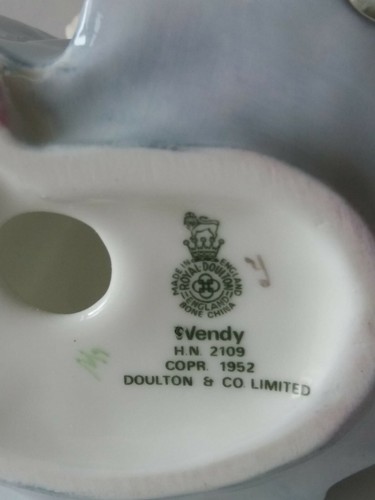 MADE IN ENGLAND
ROYAL DOULTON
ENGLAND
BONE CHINA
Wendy
H.N. 2109
COPR. 1952
DOULTON & CO. LIMITED